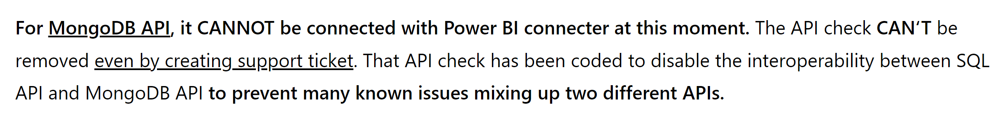 For MongoDB API, it CANNOT be connected with Power BI connecter at this moment. The API check CAN‘T be
removed even by creating support ticket. That API check has been coded to disable the interoperability between SQL
API and MongoDB API to prevent many known issues mixing up two different APIs.